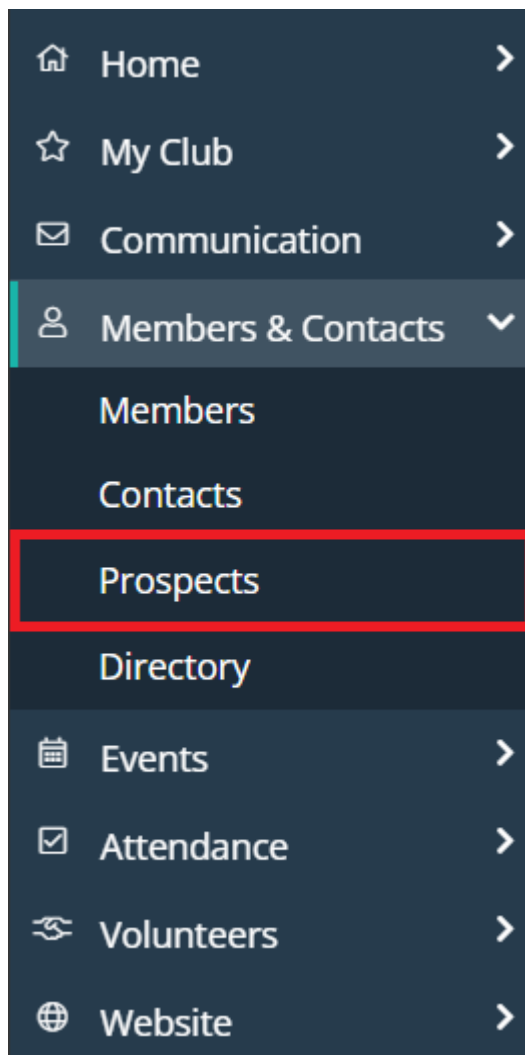 Home
My Club
Communication
Members & Contacts
Members
Contacts
Prospects
Directory
Events
Attendance
Volunteers
Website